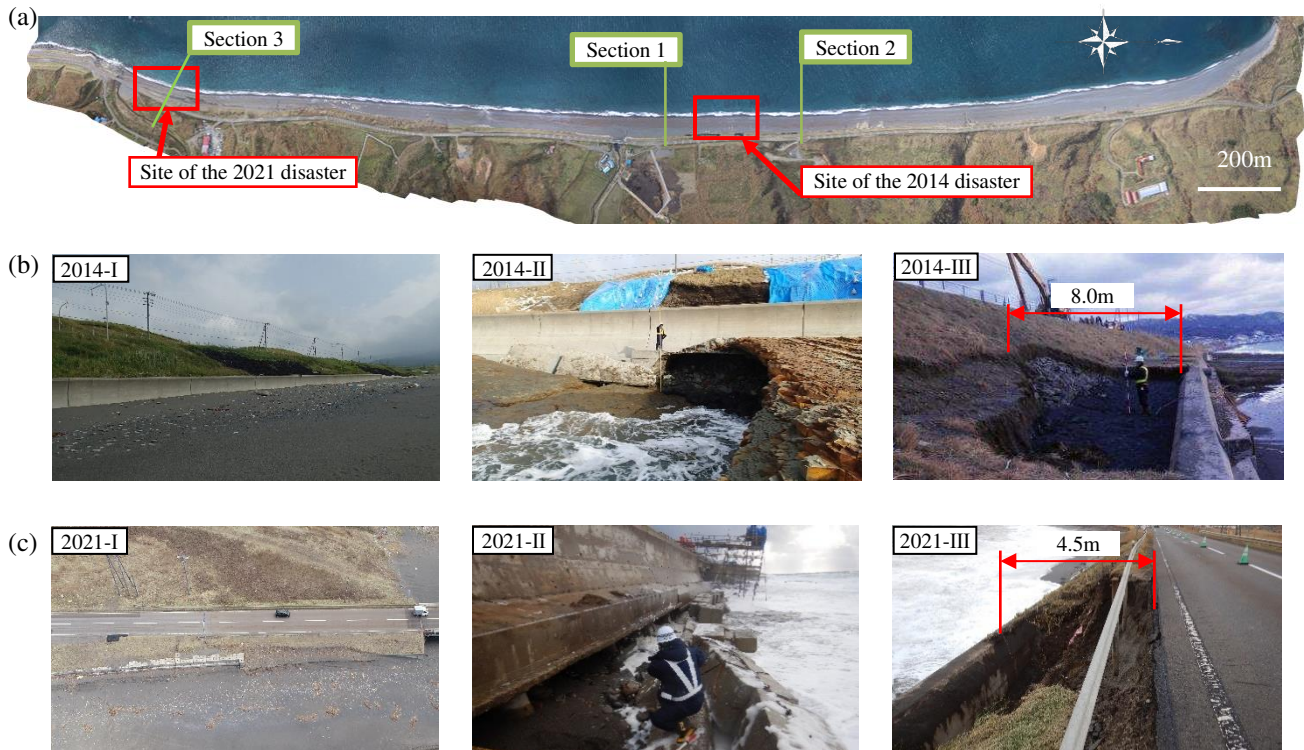 (a)
Section 3
Section 1
Section 2
Site of the 2021 disaster
Site of the 2014 disaster
200m
(b)
2014-I
2014-II
2014-III
8.0m
(c)
2021-I
2021-II
2021-III
4.5m